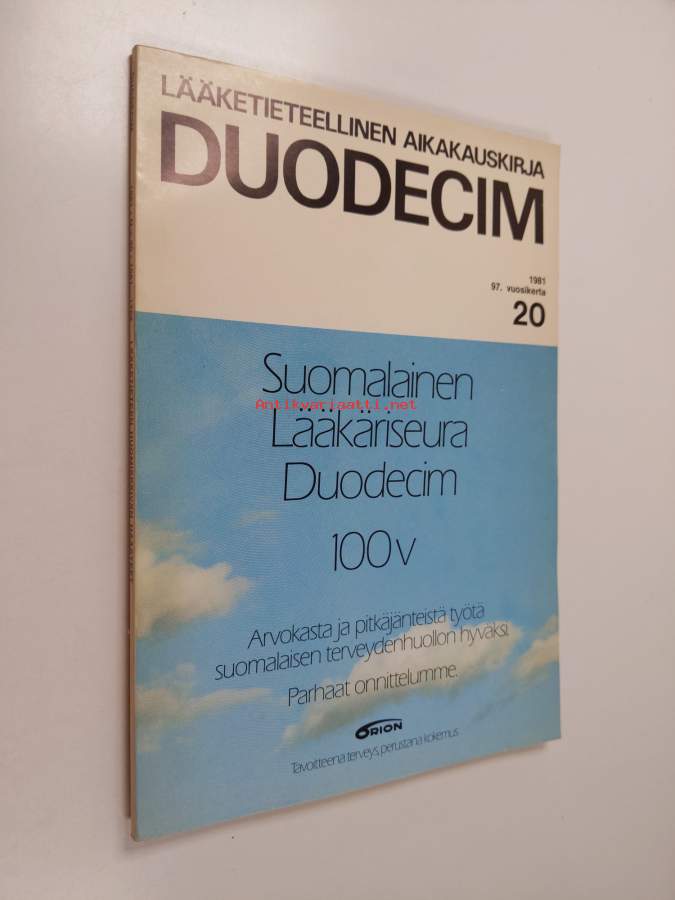 LÄÄKETIETEELLINEN AIKAKAUSKIRJA
DUODECIM
1981
97. vuosikerta
20
Suomalainen
Antikvariaatti.net
Lääkäriseura
Duodecim
100 v
Arvokasta ja pitkäjänteistä työtä
suomalaisen terveydenhuollon hyväksi.
Parhaat onnittelumme.
ORION
Tavoitteena terveys, perustana kokemus